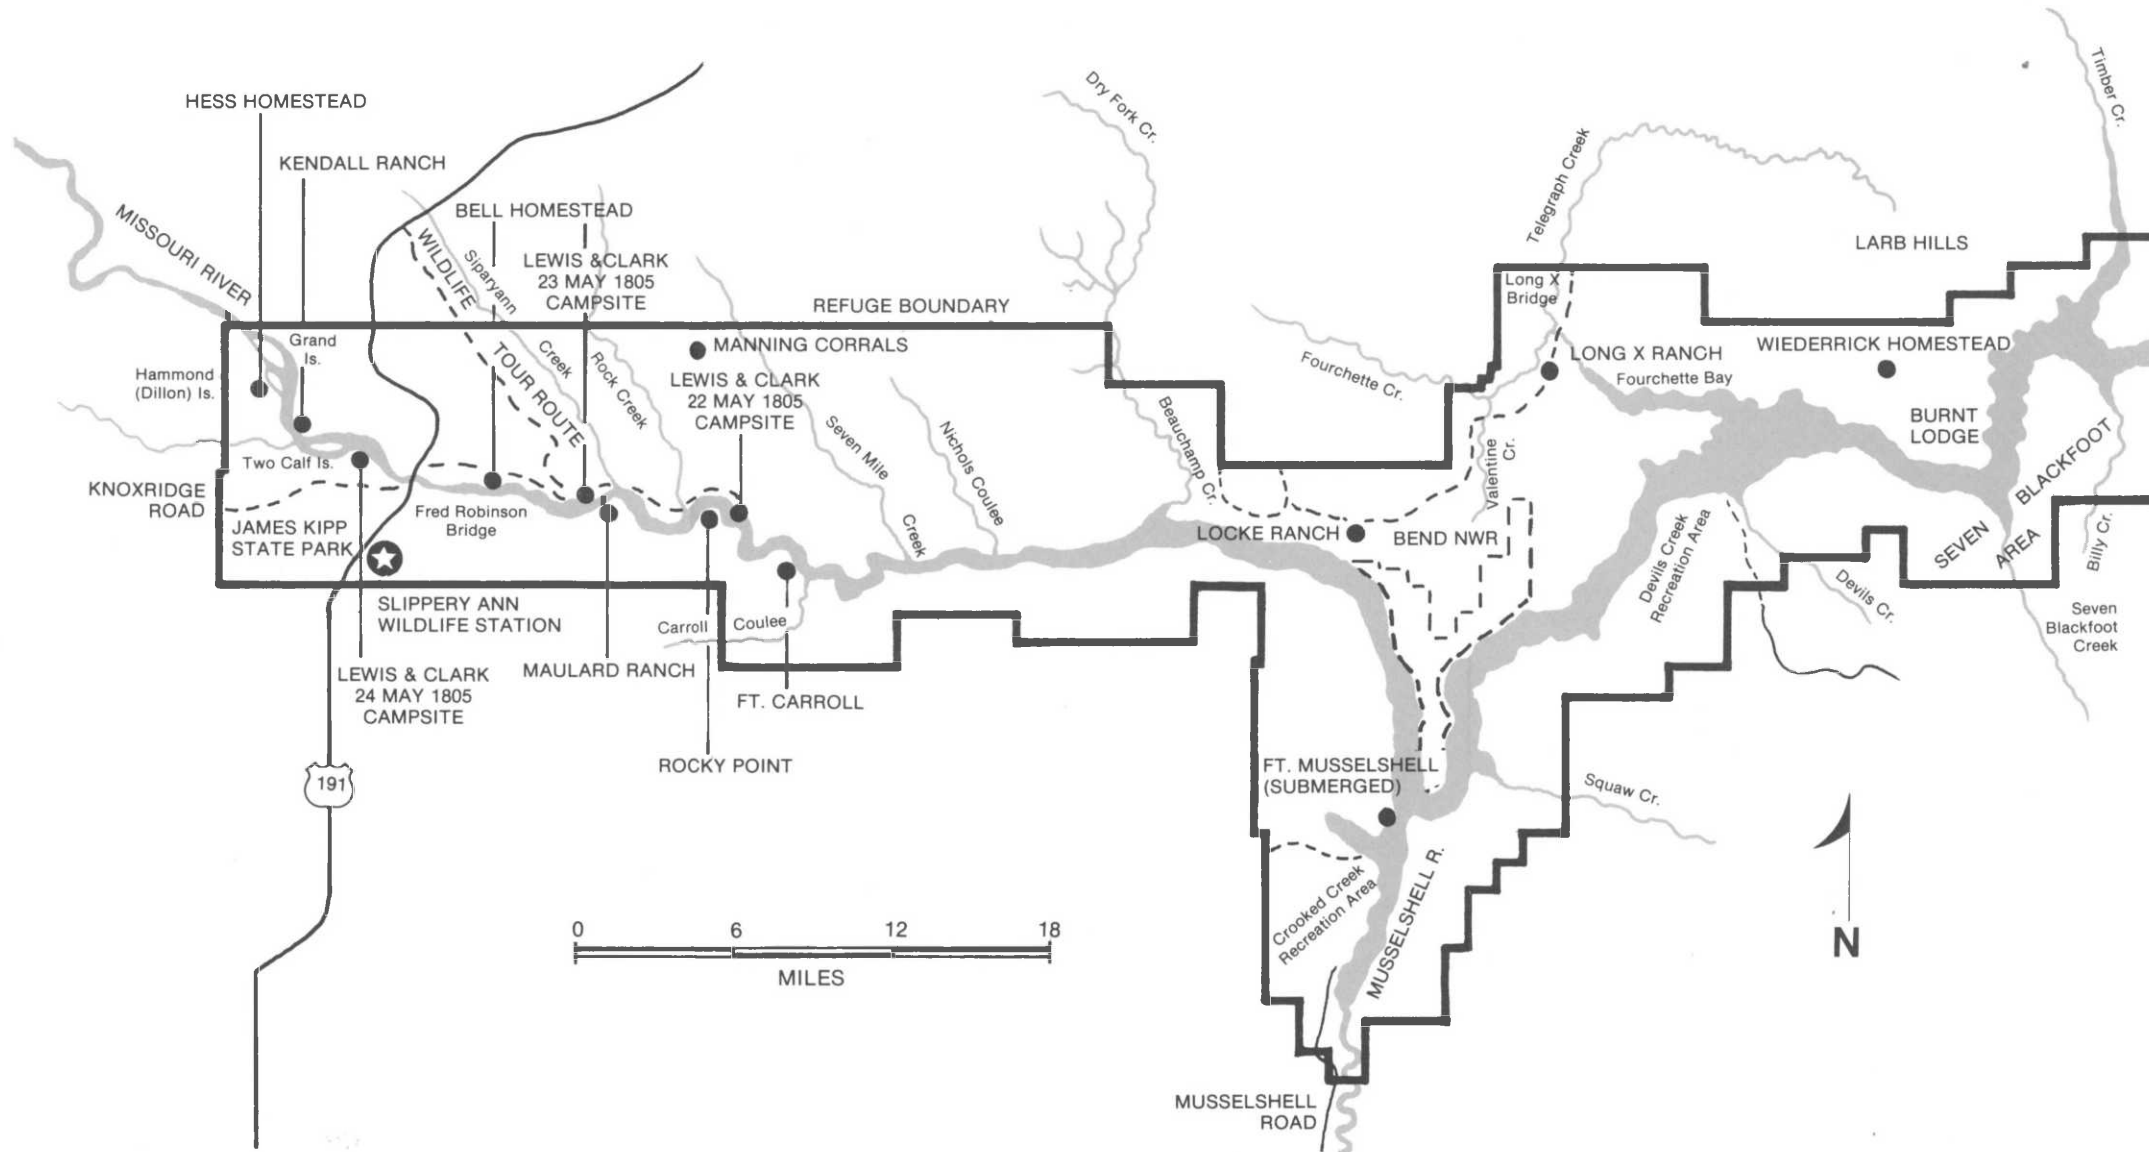 HESS HOMESTEAD
KENDALL RANCH
MISSOURI RIVER
BELL HOMESTEAD
WILDLIFE
TOUR ROUTE
Siparyann
Creek
LEWIS &CLARK
23 MAY 1805
CAMPSITE
Rock Creek
REFUGE BOUNDARY
MANNING CORRALS
LEWIS & CLARK
22 MAY 1805
CAMPSITE
Grand
Is.
Hammond
(Dillon) Is.
Two Calf Is.
KNOXRIDGE
ROAD
JAMES KIPP
STATE PARK
Fred Robinson
Bridge
SLIPPERY ANN
WILDLIFE STATION
LEWIS & CLARK
24 MAY 1805
CAMPSITE
MAULARD RANCH
ROCKY POINT
FT. CARROLL
Carroll
Coulee
Seven Mile
Creek
Nichols Coulee
Dry Fork Cr.
Beauchamp Cr.
Fourchette Cr.
Telegraph Creek
Long X
Bridge
LONG X RANCH
Fourchette Bay
Valentine
Cr.
LOCKE RANCH
BEND NWR
LARB HILLS
Timber Cr.
WIEDERRICK HOMESTEAD
BURNT
LODGE
SEVEN
BLACKFOOT
AREA
Billy Cr.
Devils Creek
Recreation Area
Devils Cr.
Seven
Blackfoot
Creek
FT. MUSSELSHELL
(SUBMERGED)
Squaw Cr.
Crooked Creek
Recreation Area
MUSSELSHELL R.
MUSSELSHELL
ROAD
191
0 6 12 18
MILES
N